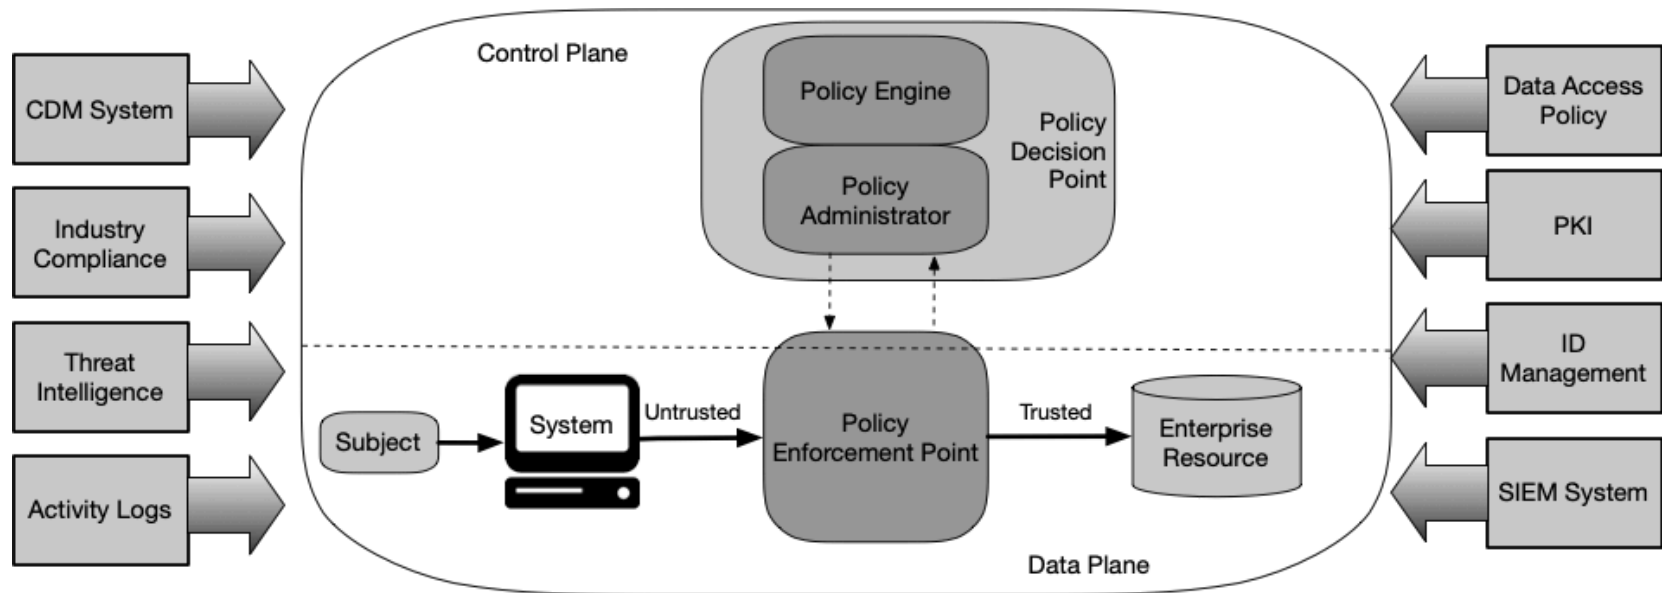 Control Plane
Policy Engine
Policy
Decision
Point
Policy
Administrator
CDM System
Industry
Compliance
Threat
Intelligence
Activity Logs
Data Access
Policy
PKI
ID
Management
SIEM System
Subject
System
Untrusted
Policy
Enforcement Point
Trusted
Enterprise
Resource
Data Plane